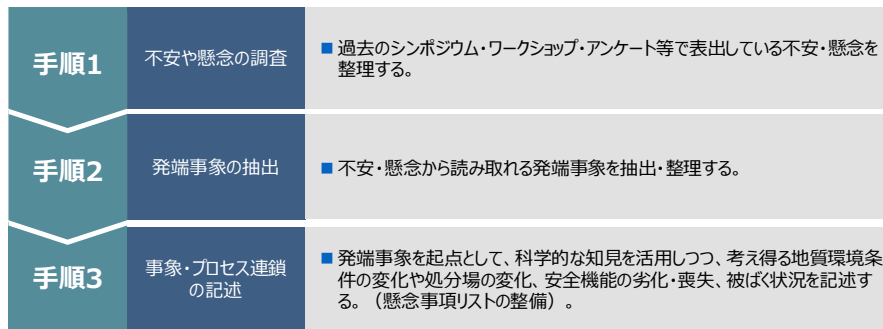 手順1
不安や懸念の調査
■ 過去のシンポジウム・ワークショップ・アンケート等で表出している不安・懸念を
整理する。
手順2
発端事象の抽出
■ 不安・懸念から読み取れる発端事象を抽出・整理する。
手順3
事象・プロセス連鎖
の記述
■ 発端事象を起点として、科学的な知見を活用しつつ、考え得る地質環境条
件の変化や処分場の変化、安全機能の劣化・喪失、被ばく状況を記述す
る。（懸念事項リストの整備）。